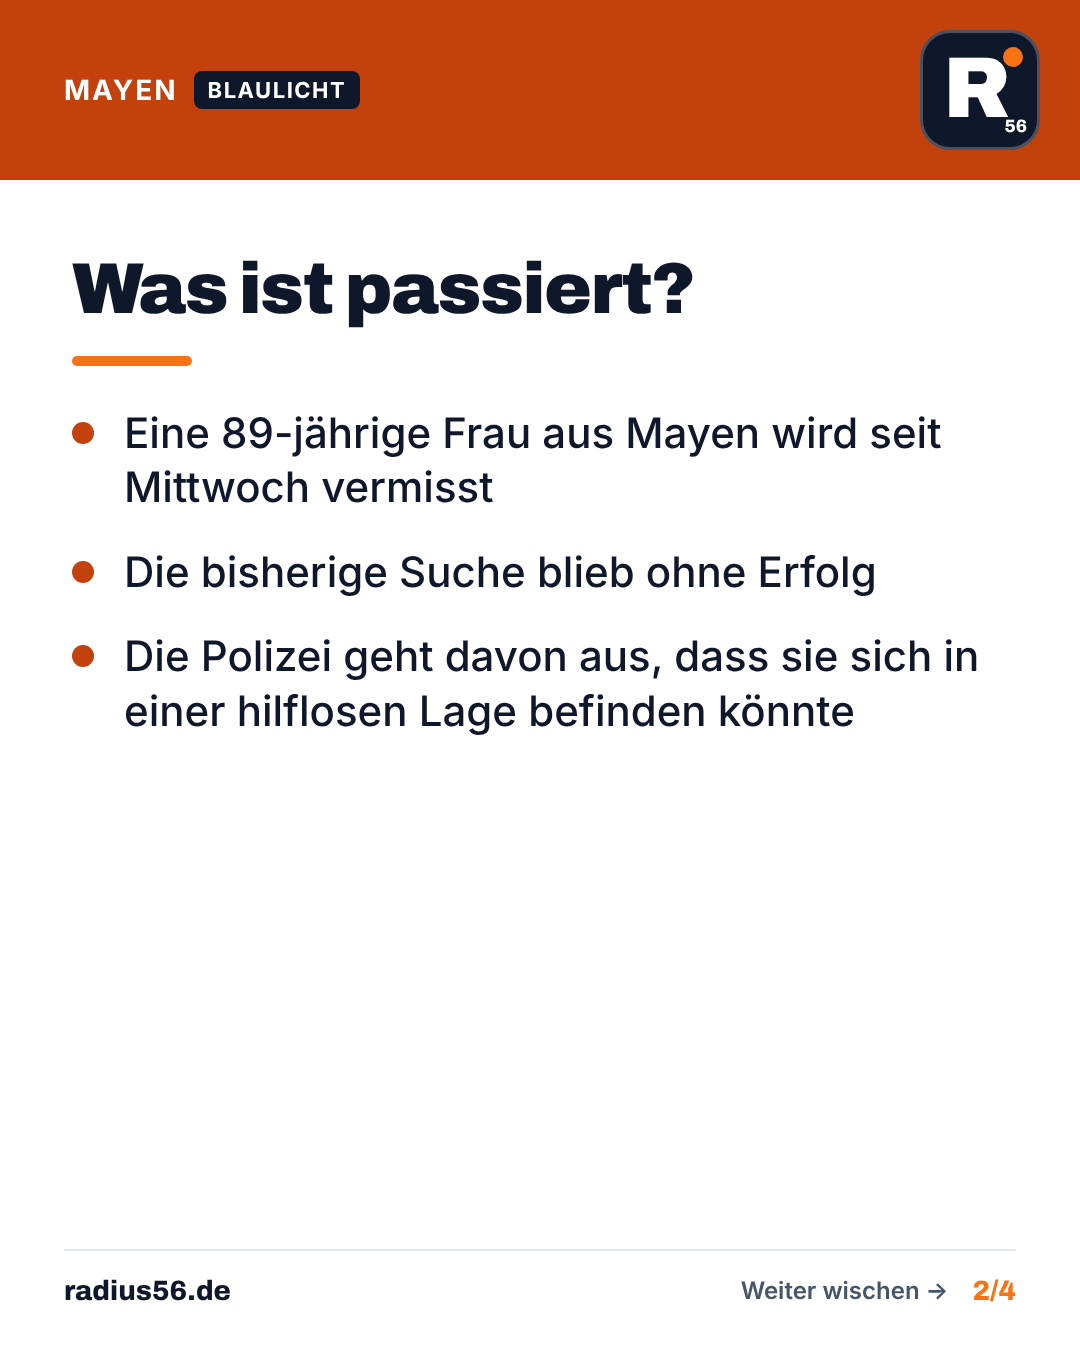 MAYEN BLAULICHT
R
56
Was ist passiert?
Eine 89-jährige Frau aus Mayen wird seit
Mittwoch vermisst
Die bisherige Suche blieb ohne Erfolg
Die Polizei geht davon aus, dass sie sich in
einer hilflosen Lage befinden könnte
radius56.de Weiter wischen → 2/4